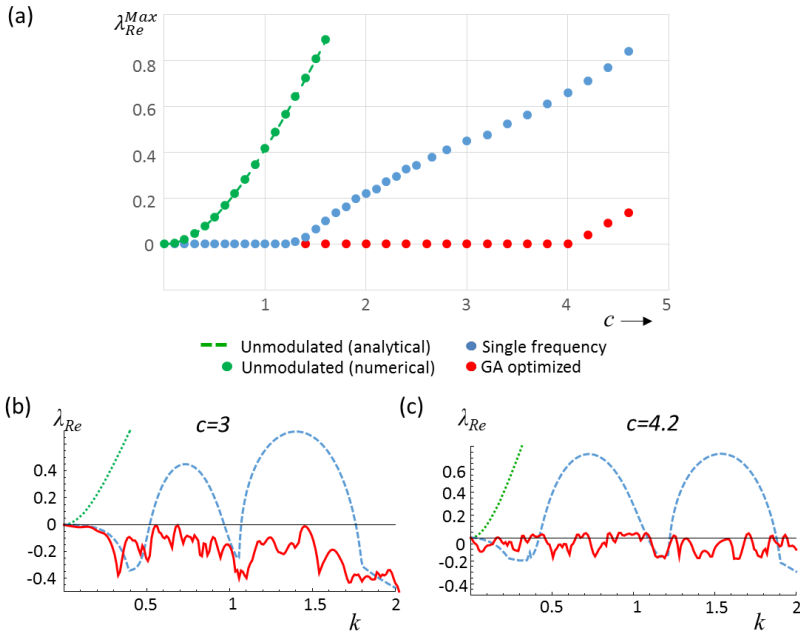 (a)
λ_Re^Max
0.8
0.6
0.4
0.2
0
1 2 3 4 5
c →
Unmodulated (analytical) Single frequency
Unmodulated (numerical) GA optimized
(b) (c)
λ_Re c=3
0.4
0.2
0
-0.2
-0.4
0.5 1 1.5 2
k
λ_Re c=4.2
0.6
0.4
0.2
0
-0.2
-0.4
0.5 1 1.5 2
k